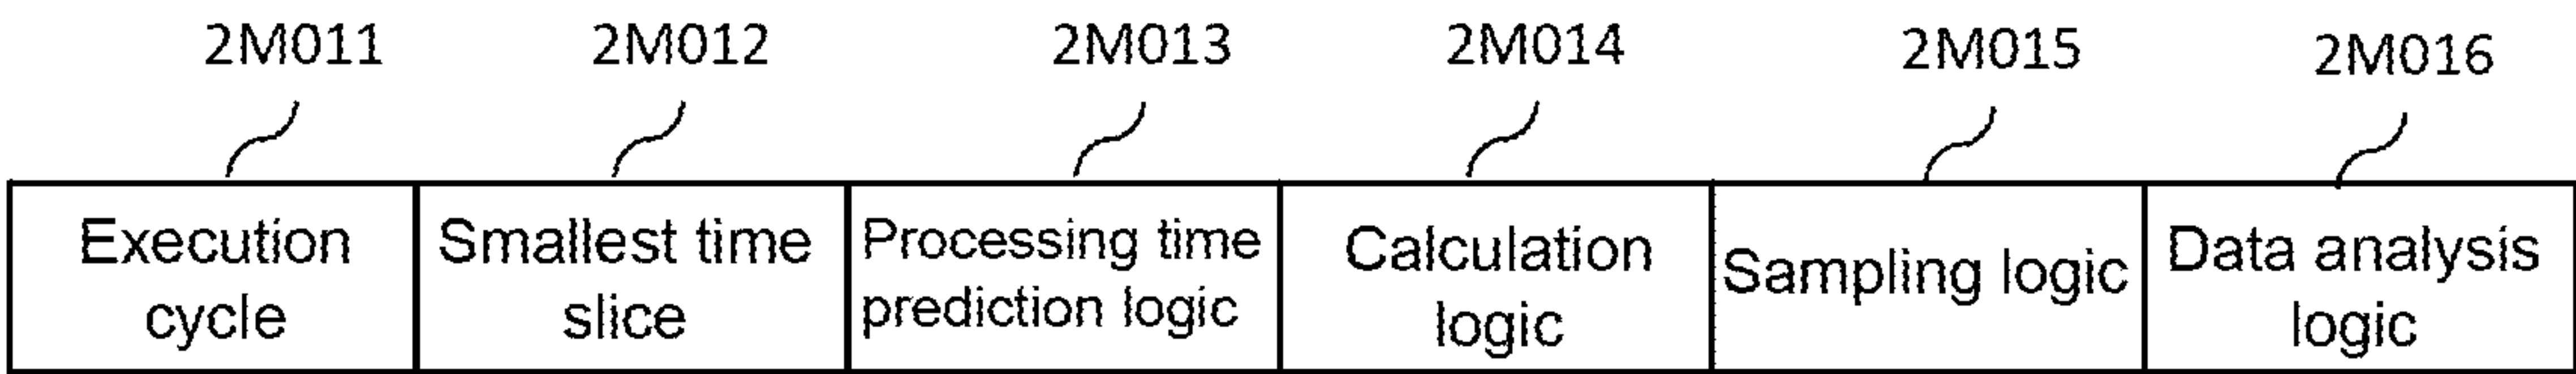 2M011 2M012 2M013 2M014 2M015 2M016
Execution Smallest time Processing time Calculation Sampling logic Data analysis
cycle slice prediction logic logic logic